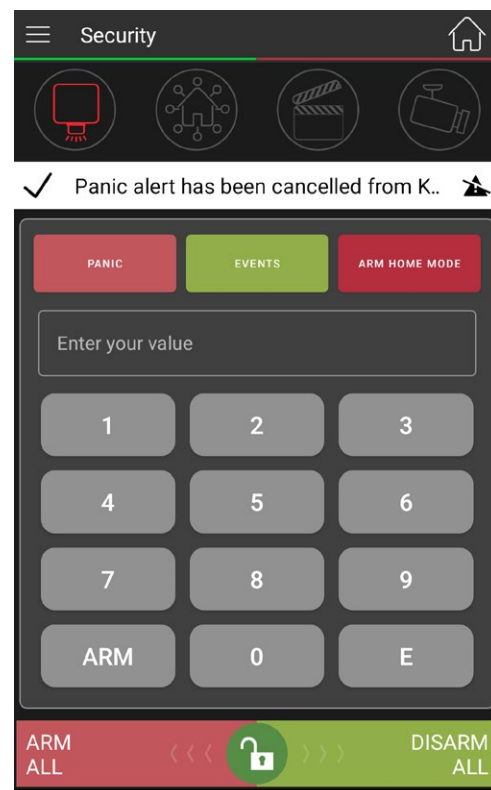 Security
Panic alert has been cancelled from K..
PANIC EVENTS ARM HOME MODE
Enter your value
1 2 3
4 5 6
7 8 9
ARM 0 E
ARM ALL
DISARM ALL